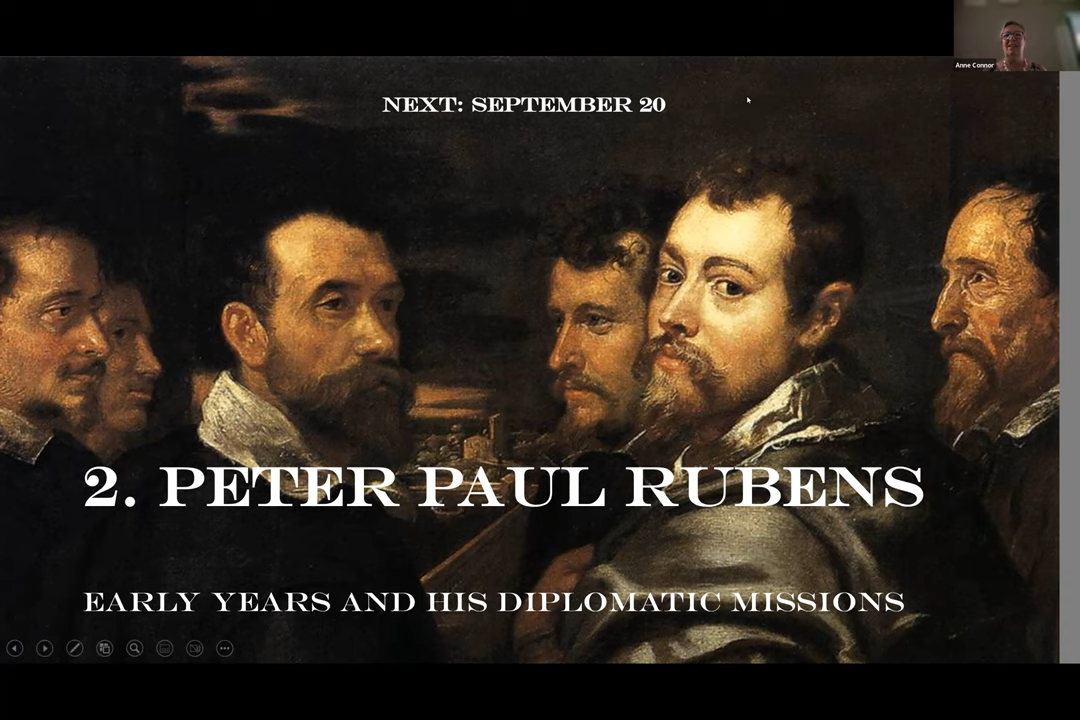 Anne Connor
NEXT: SEPTEMBER 20
2. PETER PAUL RUBENS
EARLY YEARS AND HIS DIPLOMATIC MISSIONS